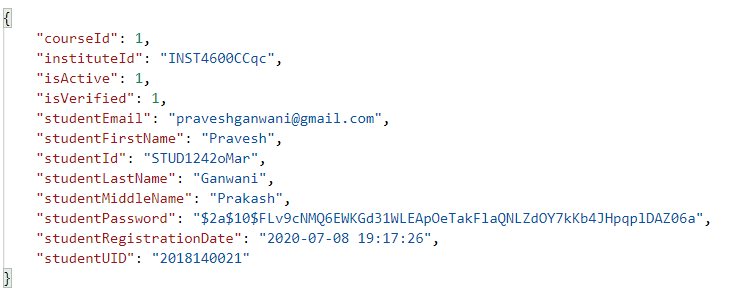 {
"courseId": 1,
"instituteId": "INST4600CCqc",
"isActive": 1,
"isVerified": 1,
"studentEmail": "praveshganwani@gmail.com",
"studentFirstName": "Pravesh",
"studentId": "STUD1242oMar",
"studentLastName": "Ganwani",
"studentMiddleName": "Prakash",
"studentPassword": "$2a$10$FLv9cNMQ6EWKGd31WLEApOeTakFlaQNLZdOY7kKb4JHpqplDAZ06a",
"studentRegistrationDate": "2020-07-08 19:17:26",
"studentUID": "2018140021"
}